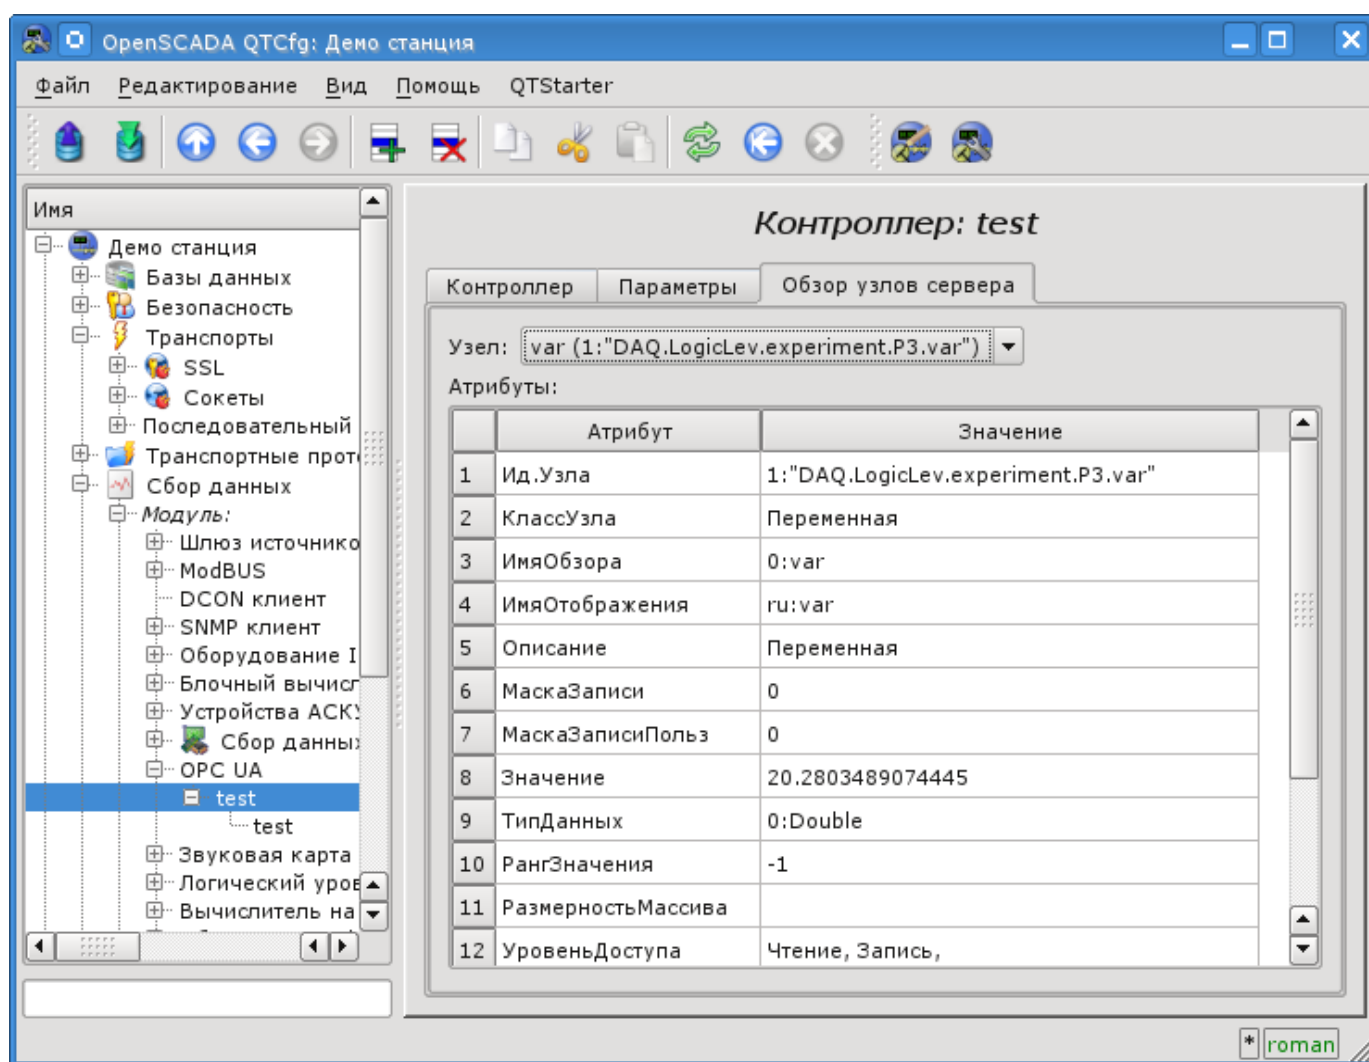 OpenSCADA QTCfg: Демо станция
Файл Редактирование Вид Помощь QTStarter
Имя
Демо станция
Базы данных
Безопасность
Транспорты
SSL
Сокеты
Последовательный
Транспортные прот
Сбор данных
Модуль:
Шлюз источнико
ModBUS
DCON клиент
SNMP клиент
Оборудование I
Блочный вычисл
Устройства АСКУ
Сбор данных
OPC UA
test
test
Звуковая карта
Логический уров
Вычислитель на
Контроллер: test
Контроллер Параметры Обзор узлов сервера
Узел: var (1:"DAQ.LogicLev.experiment.P3.var")
Атрибуты:
Атрибут Значение
1 Ид.Узла 1:"DAQ.LogicLev.experiment.P3.var"
2 КлассУзла Переменная
3 ИмяОбзора 0:var
4 ИмяОтображения ru:var
5 Описание Переменная
6 МаскаЗаписи 0
7 МаскаЗаписиПольз 0
8 Значение 20.2803489074445
9 ТипДанных 0:Double
10 РангЗначения -1
11 РазмерностьМассива
12 УровеньДоступа Чтение, Запись,
* roman